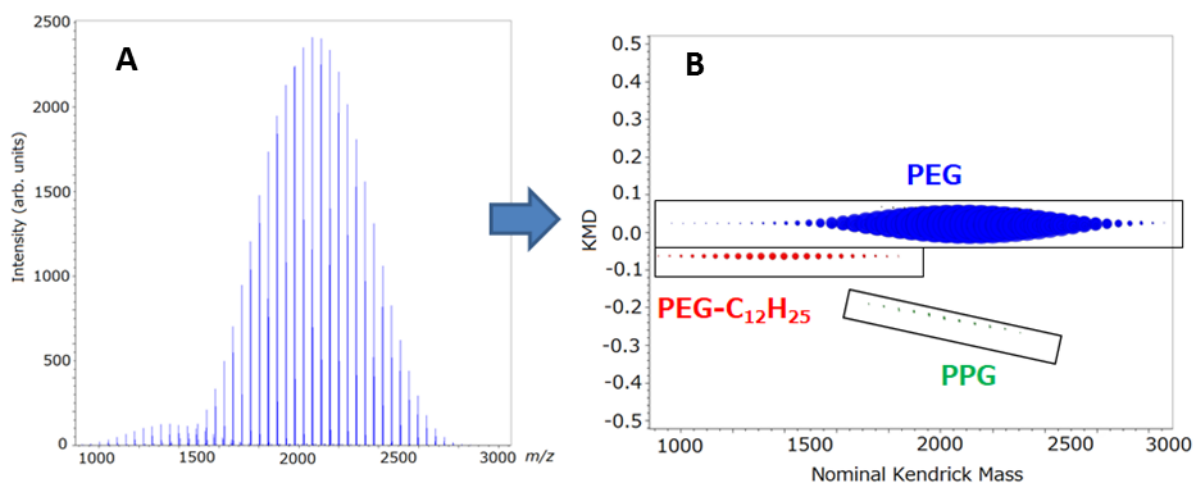 A
Intensity (arb. units)
2500
2000
1500
1000
500
0
1000 1500 2000 2500 3000 m/z
B
KMD
0.5
0.4
0.3
0.2
0.1
0.0
-0.1
-0.2
-0.3
-0.4
-0.5
PEG
PEG-C₁₂H₂₅
PPG
1000 1500 2000 2500 3000
Nominal Kendrick Mass